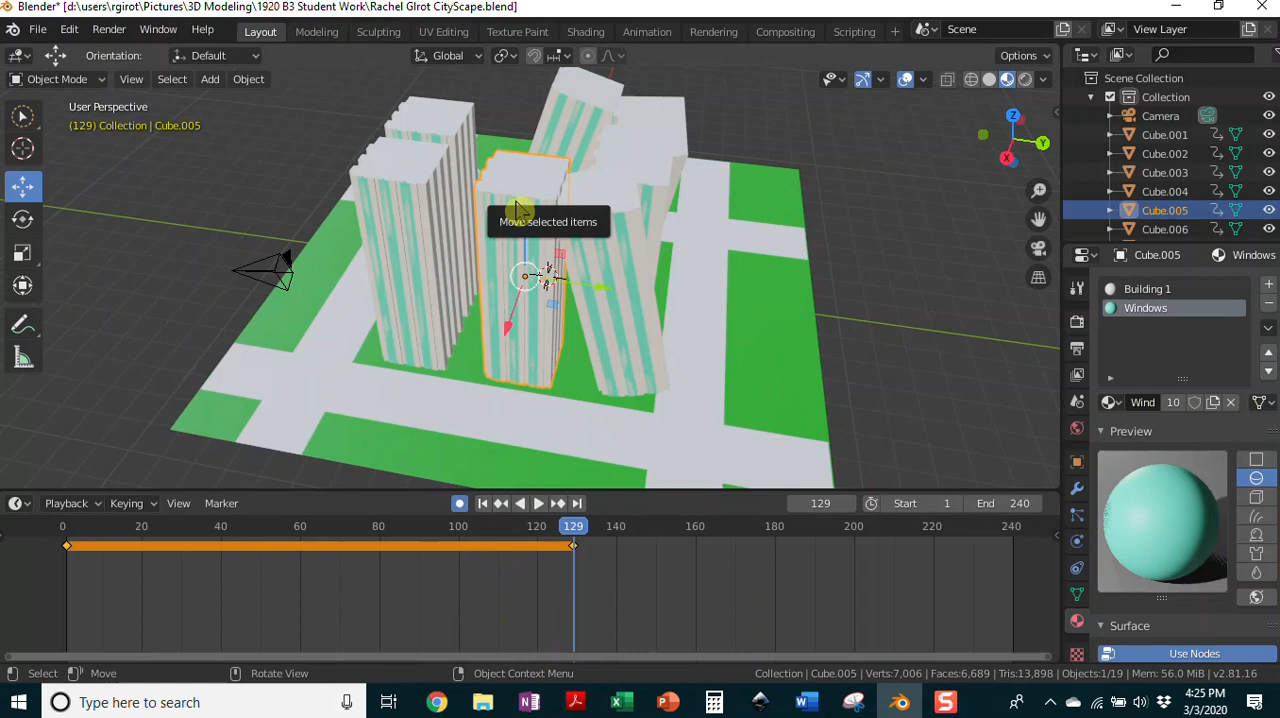 Blender* [d:\users\rgirot\Pictures\3D Modeling\1920 B3 Student Work\Rachel GIrot CityScape.blend]
File Edit Render Window Help Layout Modeling Sculpting UV Editing Texture Paint Shading Animation Rendering Compositing Scripting + Scene View Layer
Orientation: Default Global Options
Object Mode View Select Add Object
User Perspective
(129) Collection | Cube.005
Move selected items
Z
Y
X
Scene Collection
Collection
Camera
Cube.001
Cube.002
Cube.003
Cube.004
Cube.005
Cube.006
Cube.005 Windows
Building 1
Windows
Wind 10
Preview
Surface
Use Nodes
Playback Keying View Marker 129 Start 1 End 240
0 20 40 60 80 100 120 129 140 160 180 200 220 240
Select Move Rotate View Object Context Menu Collection | Cube.005 | Verts:7,006 | Faces:6,689 | Tris:13,898 | Objects:1/19 | Mem: 56.0 MiB | v2.81.16
Type here to search
4:25 PM
3/3/2020